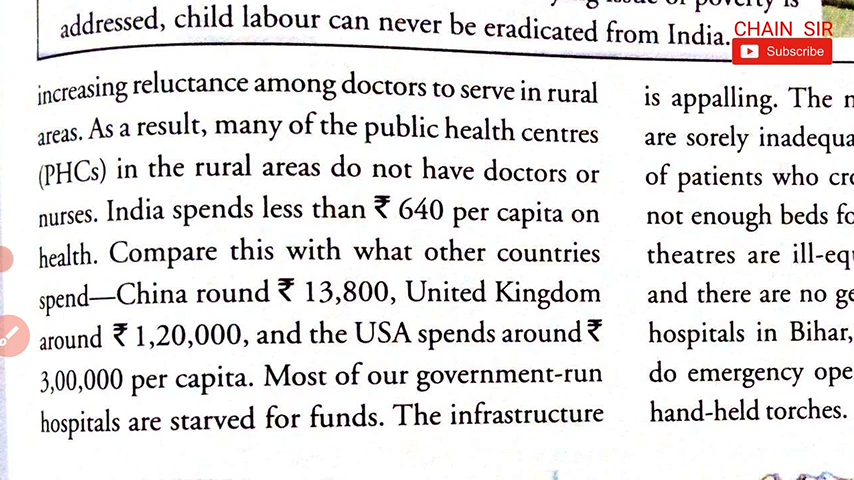 addressed, child labour can never be eradicated from India.
CHAIN SIR
Subscribe
increasing reluctance among doctors to serve in rural
areas. As a result, many of the public health centres
(PHCs) in the rural areas do not have doctors or
nurses. India spends less than ₹ 640 per capita on
health. Compare this with what other countries
spend—China round ₹ 13,800, United Kingdom
around ₹ 1,20,000, and the USA spends around ₹
3,00,000 per capita. Most of our government-run
hospitals are starved for funds. The infrastructure
is appalling. The
are sorely
of patients who
not enough beds
theatres are
and there are no
hospitals in Bihar,
do emergency
hand-held torches.